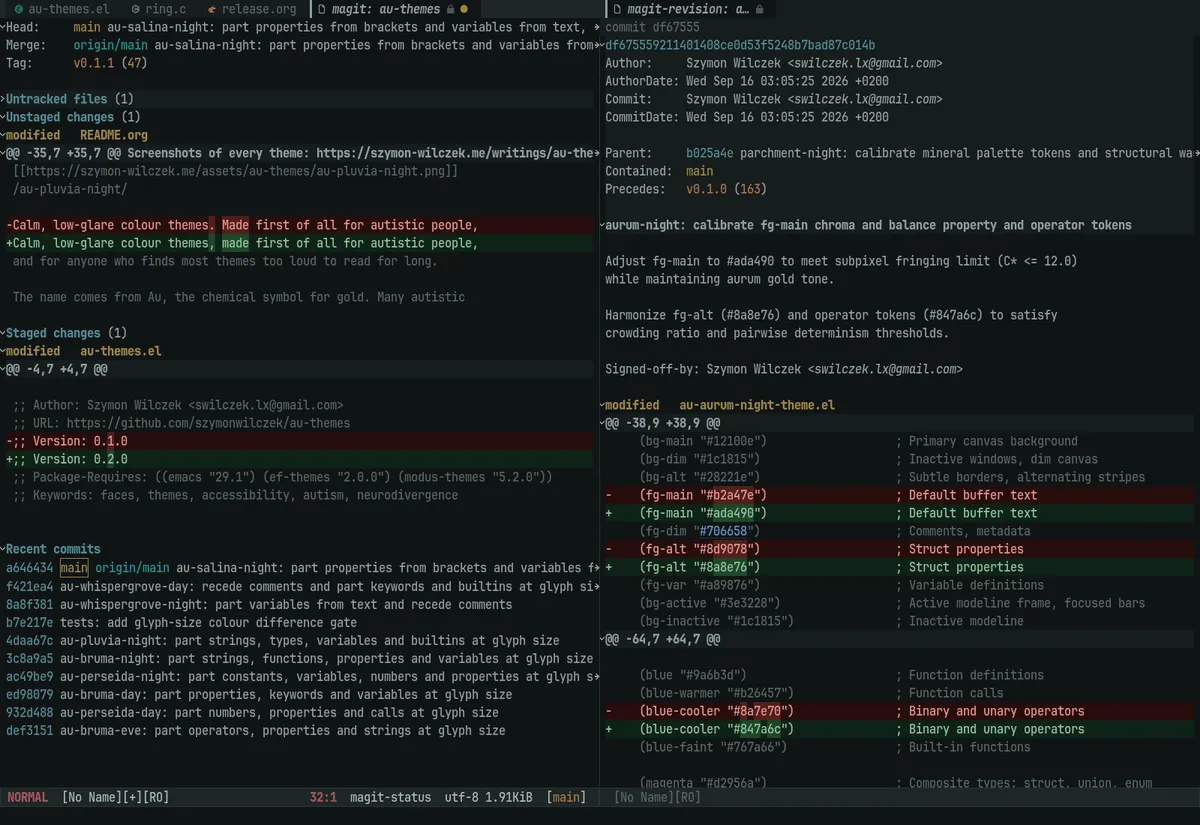 au-themes.el ring.c release.org magit: au-themes
Head: main au-salina-night: part properties from brackets and variables from text,
Merge: origin/main au-salina-night: part properties from brackets and variables from
Tag: v0.1.1 (47)
Untracked files (1)
Unstaged changes (1)
modified README.org
@@ -35,7 +35,7 @@ Screenshots of every theme: https://szymon-wilczek.me/writings/au-the
[[https://szymon-wilczek.me/assets/au-themes/au-pluvia-night.png]]
/au-pluvia-night/
-Calm, low-glare colour themes. Made first of all for autistic people,
+Calm, low-glare colour themes, made first of all for autistic people,
and for anyone who finds most themes too loud to read for long.
The name comes from Au, the chemical symbol for gold. Many autistic
Staged changes (1)
modified au-themes.el
@@ -4,7 +4,7 @@
;; Author: Szymon Wilczek <swilczek.lx@gmail.com>
;; URL: https://github.com/szymonwilczek/au-themes
-;; Version: 0.1.0
+;; Version: 0.2.0
;; Package-Requires: ((emacs "29.1") (ef-themes "2.0.0") (modus-themes "5.2.0"))
;; Keywords: faces, themes, accessibility, autism, neurodivergence
Recent commits
a646434 main origin/main au-salina-night: part properties from brackets and variables f
f421ea4 au-whispergrove-day: recede comments and part keywords and builtins at glyph si
8a8f381 au-whispergrove-night: part variables from text and recede comments
b7e217e tests: add glyph-size colour difference gate
4daa67c au-pluvia-night: part strings, types, variables and builtins at glyph size
3c8a9a5 au-bruma-night: part strings, functions, properties and variables at glyph size
ac49be9 au-perseida-night: part constants, variables, numbers and properties at glyph s
ed98079 au-bruma-day: part properties, keywords and variables at glyph size
932d488 au-perseida-day: part numbers, properties and calls at glyph size
def3151 au-bruma-eve: part operators, properties and strings at glyph size
NORMAL [No Name][+][RO] 32:1 magit-status utf-8 1.91KiB [main]
magit-revision: a…
commit df67555
df675559211401408ce0d53f5248b7bad87c014b
Author: Szymon Wilczek <swilczek.lx@gmail.com>
AuthorDate: Wed Sep 16 03:05:25 2026 +0200
Commit: Szymon Wilczek <swilczek.lx@gmail.com>
CommitDate: Wed Sep 16 03:05:25 2026 +0200
Parent: b025a4e parchment-night: calibrate mineral palette tokens and structural wa
Contained: main
Precedes: v0.1.0 (163)
aurum-night: calibrate fg-main chroma and balance property and operator tokens
Adjust fg-main to #ada490 to meet subpixel fringing limit (C* <= 12.0)
while maintaining aurum gold tone.
Harmonize fg-alt (#8a8e76) and operator tokens (#847a6c) to satisfy
crowding ratio and pairwise determinism thresholds.
Signed-off-by: Szymon Wilczek <swilczek.lx@gmail.com>
modified au-aurum-night-theme.el
@@ -38,9 +38,9 @@
(bg-main "#12100e") ; Primary canvas background
(bg-dim "#1c1815") ; Inactive windows, dim canvas
(bg-alt "#28221e") ; Subtle borders, alternating stripes
- (fg-main "#b2a47e") ; Default buffer text
+ (fg-main "#ada490") ; Default buffer text
(fg-dim "#706658") ; Comments, metadata
- (fg-alt "#8d9078") ; Struct properties
+ (fg-alt "#8a8e76") ; Struct properties
(fg-var "#a89876") ; Variable definitions
(bg-active "#3e3228") ; Active modeline frame, focused bars
(bg-inactive "#1c1815") ; Inactive modeline
@@ -64,7 +64,7 @@
(blue "#9a6b3d") ; Function definitions
(blue-warmer "#b26457") ; Function calls
- (blue-cooler "#8a7e70") ; Binary and unary operators
+ (blue-cooler "#847a6c") ; Binary and unary operators
(blue-faint "#767a66") ; Built-in functions
(magenta "#d2956a") ; Composite types: struct, union, enum
[No Name][RO]